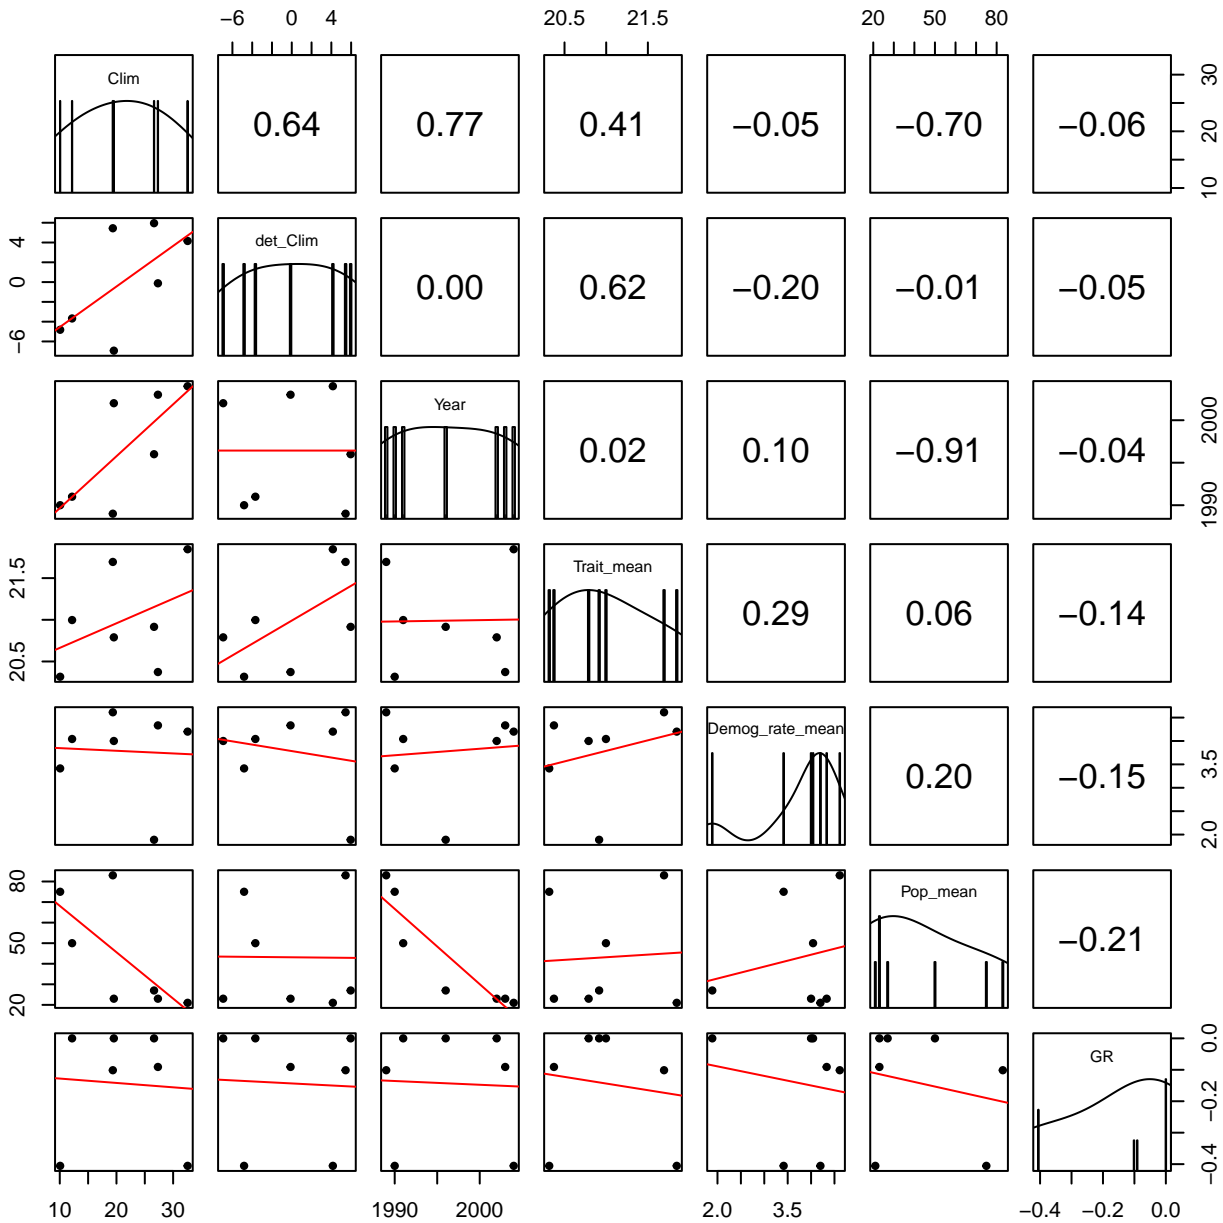 −6 0 4 20.5 21.5 20 50 80
Clim 0.64 0.77 0.41 −0.05 −0.70 −0.06 10 20 30
−6 0 4 det_Clim 0.00 0.62 −0.20 −0.01 −0.05
Year 0.02 0.10 −0.91 −0.04 1990 2000
20.5 21.5 Trait_mean 0.29 0.06 −0.14
Demog_rate_mean 0.20 −0.15 2.0 3.5
20 50 80 Pop_mean −0.21
GR −0.4 −0.2 0.0
10 20 30 1990 2000 2.0 3.5 −0.4 −0.2 0.0